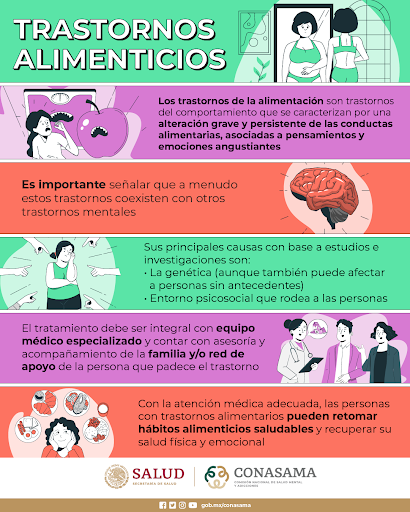 TRASTORNOS
ALIMENTICIOS
Los trastornos de la alimentación son trastornos
del comportamiento que se caracterizan por una
alteración grave y persistente de las conductas
alimentarias, asociadas a pensamientos y
emociones angustiantes
Es importante señalar que a menudo
estos trastornos coexisten con otros
trastornos mentales
Sus principales causas con base a estudios e
investigaciones son:
• La genética (aunque también puede afectar
a personas sin antecedentes)
• Entorno psicosocial que rodea a las personas
El tratamiento debe ser integral con equipo
médico especializado y contar con asesoría y
acompañamiento de la familia y/o red de
apoyo de la persona que padece el trastorno
Con la atención médica adecuada, las personas
con trastornos alimentarios pueden retomar
hábitos alimenticios saludables y recuperar su
salud física y emocional
SALUD
SECRETARÍA DE SALUD
CONASAMA
COMISIÓN NACIONAL DE SALUD MENTAL
Y ADICCIONES
gob.mx/conasama